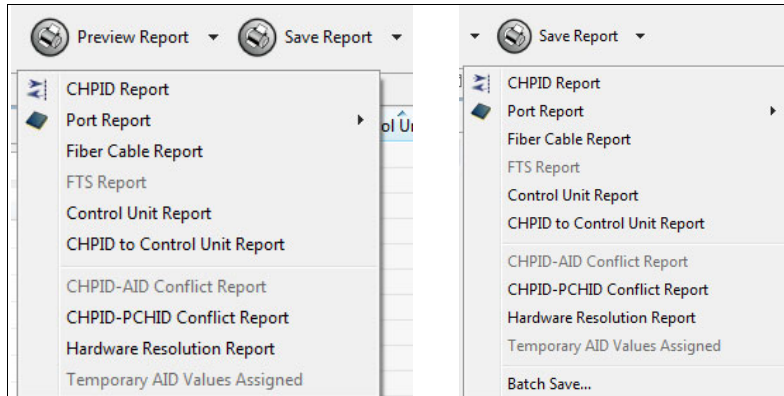 Preview Report Save Report
CHPID Report
Port Report
ol Un
Fiber Cable Report
FTS Report
Control Unit Report
CHPID to Control Unit Report
CHPID-AID Conflict Report
CHPID-PCHID Conflict Report
Hardware Resolution Report
Temporary AID Values Assigned
Save Report
CHPID Report
Port Report
Fiber Cable Report
FTS Report
Control Unit Report
CHPID to Control Unit Report
CHPID-AID Conflict Report
CHPID-PCHID Conflict Report
Hardware Resolution Report
Temporary AID Values Assigned
Batch Save...